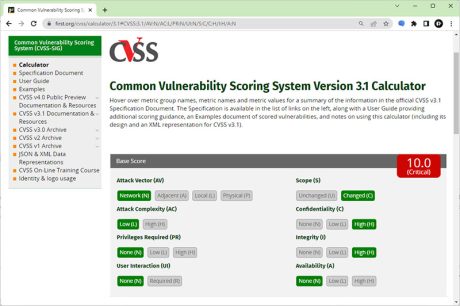 Common Vulnerability Scoring Sys
first.org/cvss/calculator/3.1#CVSS:3.1/AV:N/AC:L/PR:N/UI:N/S:C/C:H/I:H/A:N
Common Vulnerability Scoring
System (CVSS-SIG)
Calculator
Specification Document
User Guide
Examples
CVSS v4.0 Public Preview
Documentation & Resources
CVSS v3.1 Documentation &
Resources
CVSS v3.0 Archive
CVSS v2 Archive
CVSS v1 Archive
JSON & XML Data
Representations
CVSS On-Line Training Course
Identity & logo usage
CVSS
Common Vulnerability Scoring System Version 3.1 Calculator
Hover over metric group names, metric names and metric values for a summary of the information in the official CVSS v3.1
Specification Document. The Specification is available in the list of links on the left, along with a User Guide providing
additional scoring guidance, an Examples document of scored vulnerabilities, and notes on using this calculator (including its
design and an XML representation for CVSS v3.1).
Base Score
10.0
(Critical)
Attack Vector (AV)
Network (N) Adjacent (A) Local (L) Physical (P)
Attack Complexity (AC)
Low (L) High (H)
Privileges Required (PR)
None (N) Low (L) High (H)
User Interaction (UI)
None (N) Required (R)
Scope (S)
Unchanged (U) Changed (C)
Confidentiality (C)
None (N) Low (L) High (H)
Integrity (I)
None (N) Low (L) High (H)
Availability (A)
None (N) Low (L) High (H)